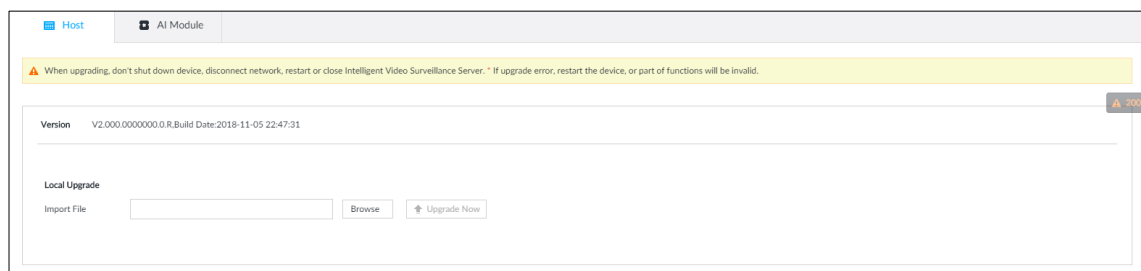 Host AI Module
When upgrading, don't shut down device, disconnect network, restart or close Intelligent Video Surveillance Server. * If upgrade error, restart the device, or part of functions will be invalid.
200
Version V2.000.0000000.0.R,Build Date:2018-11-05 22:47:31
Local Upgrade
Import File Browse Upgrade Now